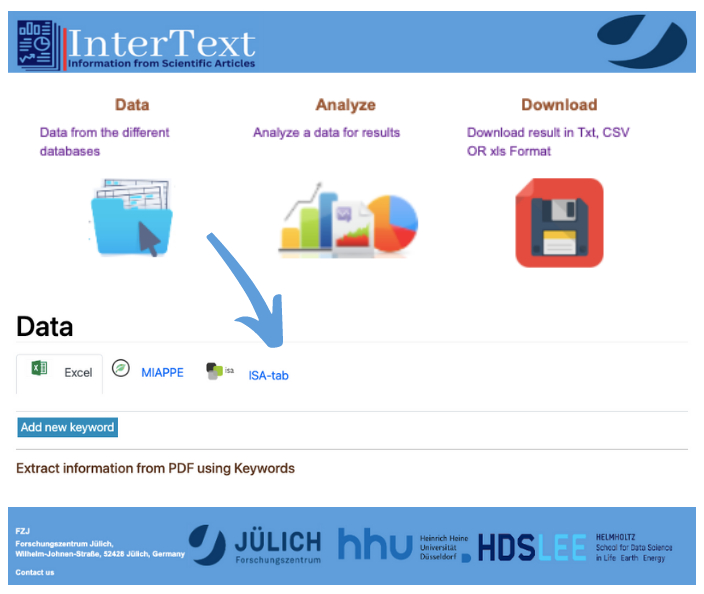 InterText
Information from Scientific Articles
Data
Data from the different
databases
Analyze
Analyze a data for results
Download
Download result in Txt, CSV
OR xls Format
Data
Excel
MIAPPE
isa
ISA-tab
Add new keyword
Extract information from PDF using Keywords
FZJ
Forschungszentrum Jülich,
Wilhelm-Johnen-Straße, 52428 Jülich, Germany
Contact us
JÜLICH
Forschungszentrum
hhu
Heinrich Heine
Universität
Düsseldorf
HDSLEE
HELMHOLTZ
School for Data Science
in Life Earth Energy